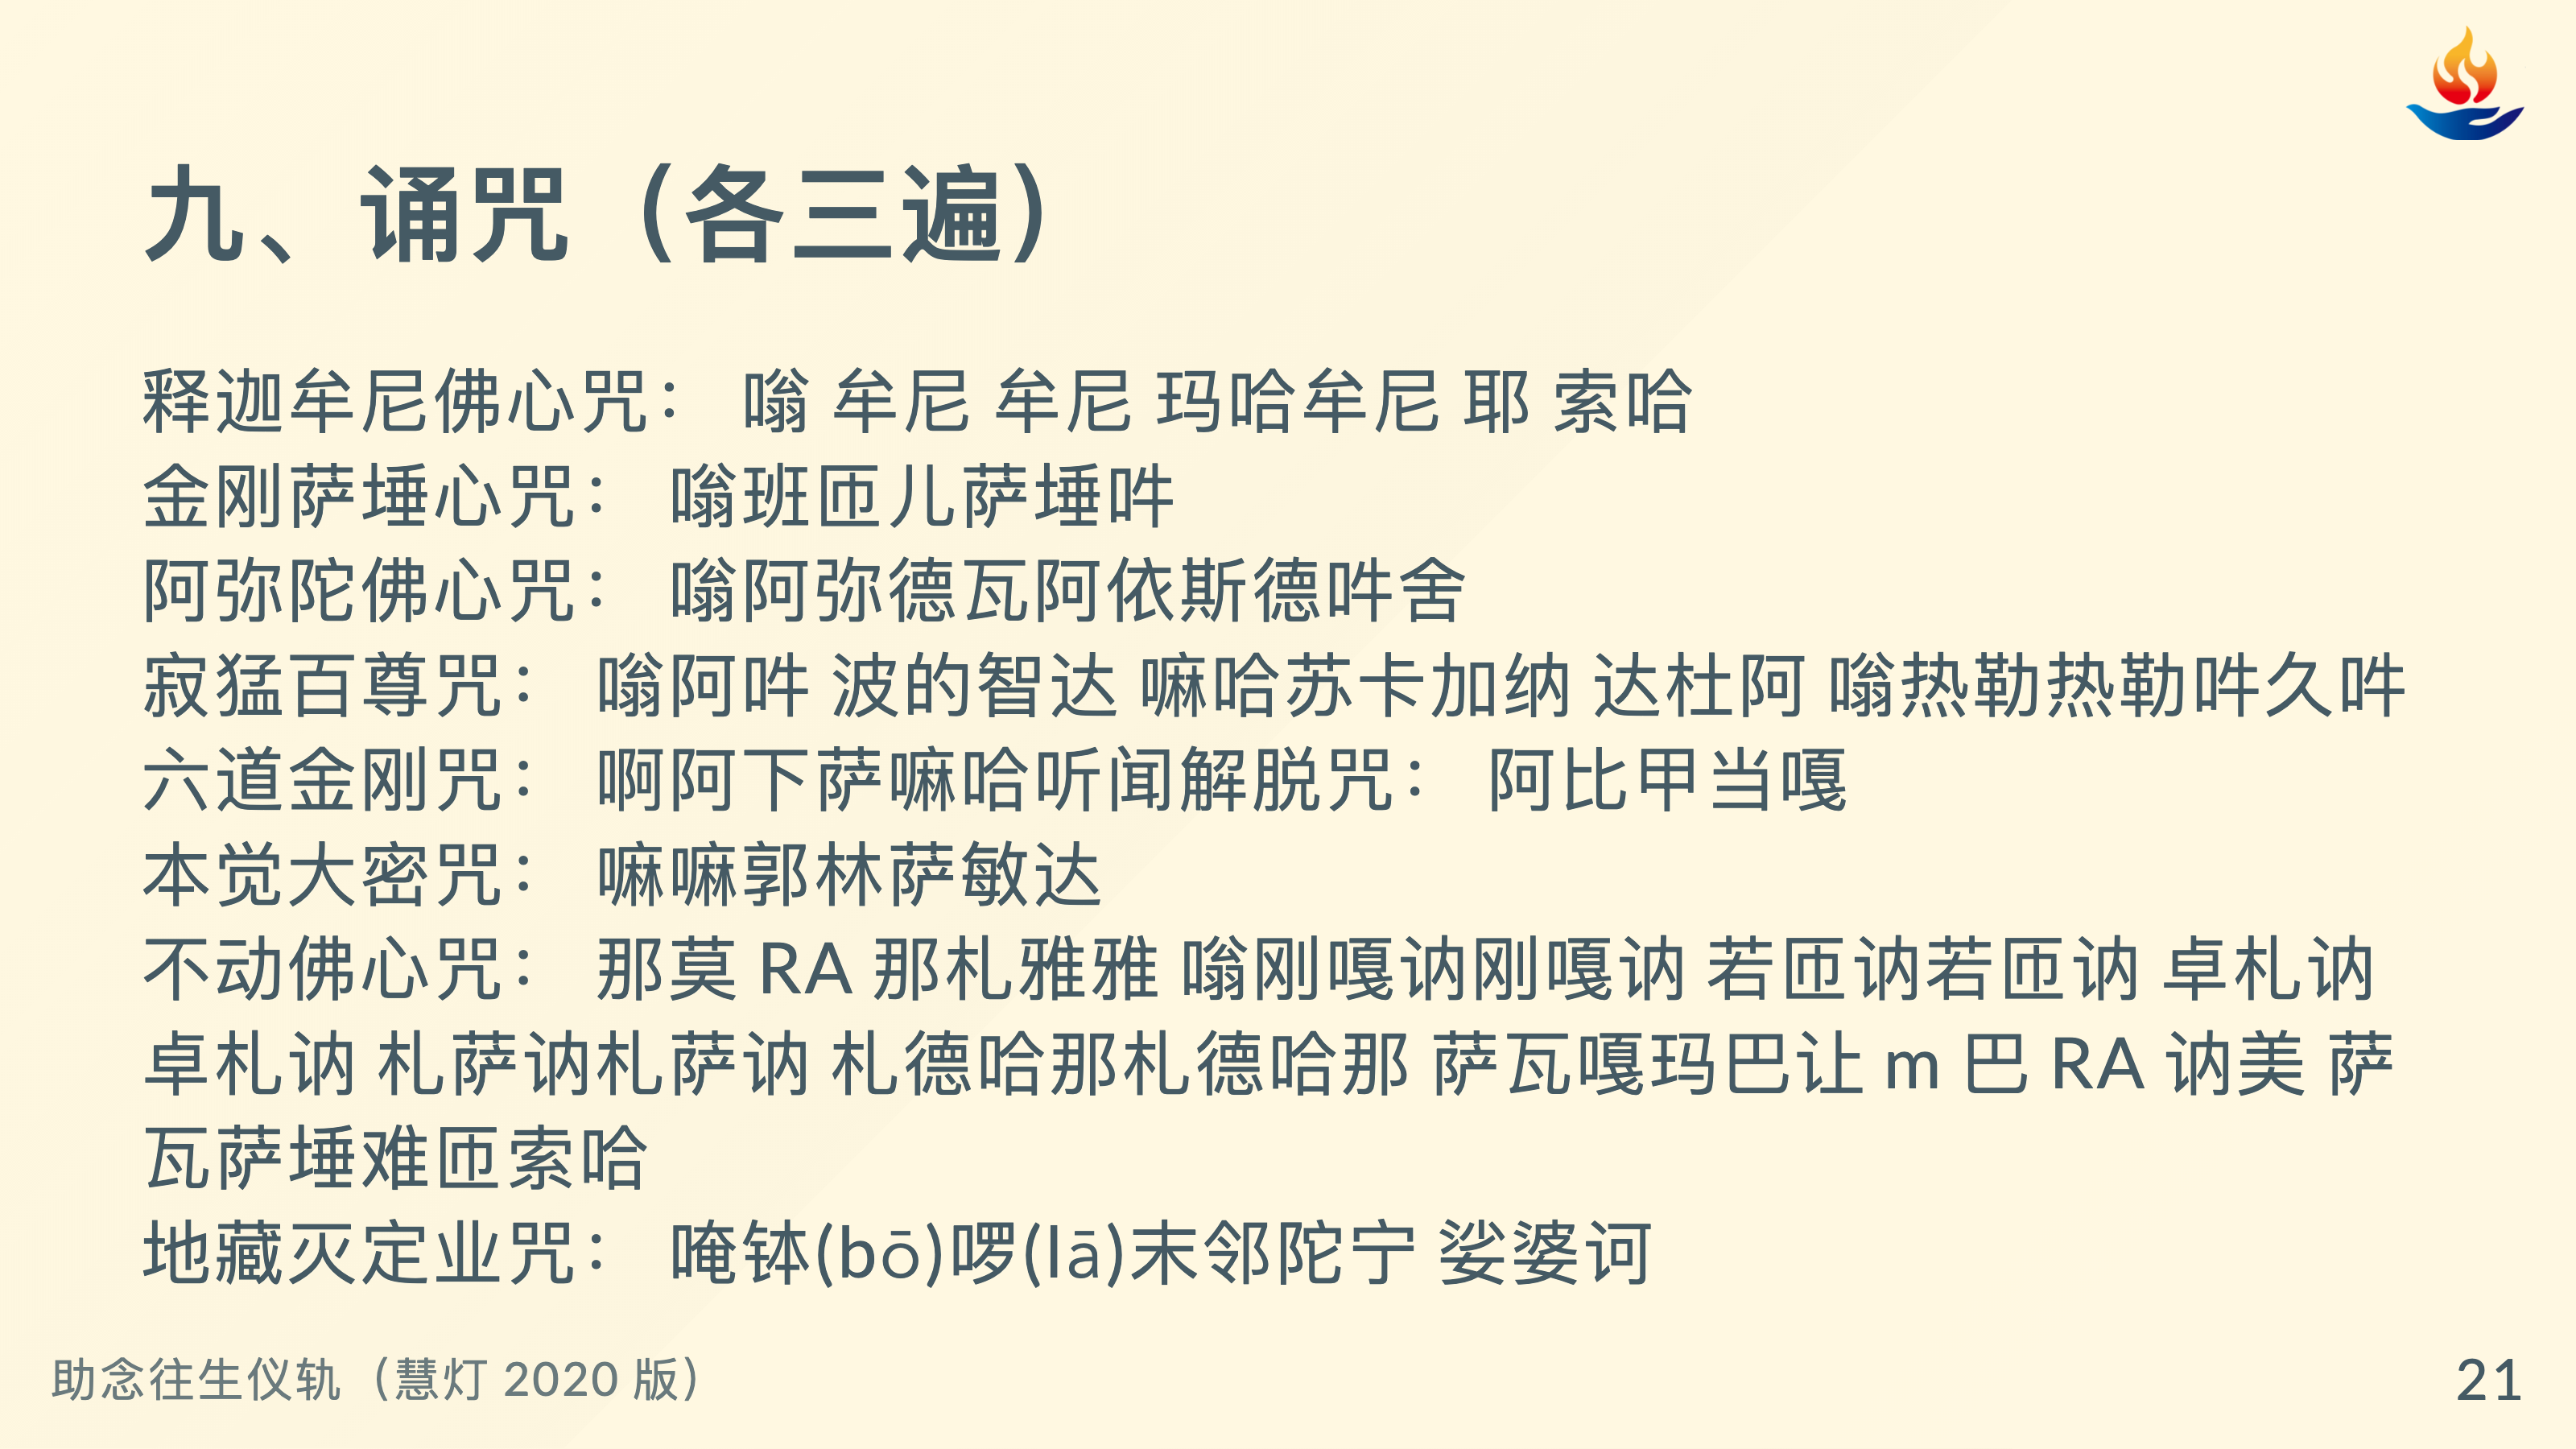 九、诵咒（各三遍）
释迦牟尼佛心咒： 嗡 牟尼 牟尼 玛哈牟尼 耶 索哈
金刚萨埵心咒： 嗡班匝儿萨埵吽
阿弥陀佛心咒： 嗡阿弥德瓦阿依斯德吽舍
寂猛百尊咒： 嗡阿吽 波的智达 嘛哈苏卡加纳 达杜阿 嗡热勒热勒吽久吽
六道金刚咒： 啊阿下萨嘛哈听闻解脱咒： 阿比甲当嘎
本觉大密咒： 嘛嘛郭林萨敏达
不动佛心咒： 那莫 RA 那札雅雅 嗡刚嘎讷刚嘎讷 若匝讷若匝讷 卓札讷
卓札讷 札萨讷札萨讷 札德哈那札德哈那 萨瓦嘎玛巴让 m 巴 RA 讷美 萨
瓦萨埵难匝索哈
地藏灭定业咒： 唵钵(bō)啰(lā)末邻陀宁 娑婆诃
助念往生仪轨（慧灯 2020 版）
21